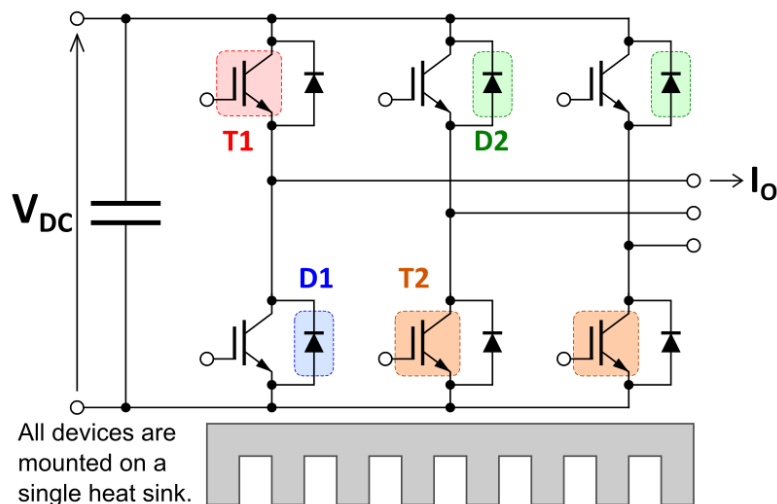 T1
D2
I_O
V_DC
D1
T2
All devices are
mounted on a
single heat sink.